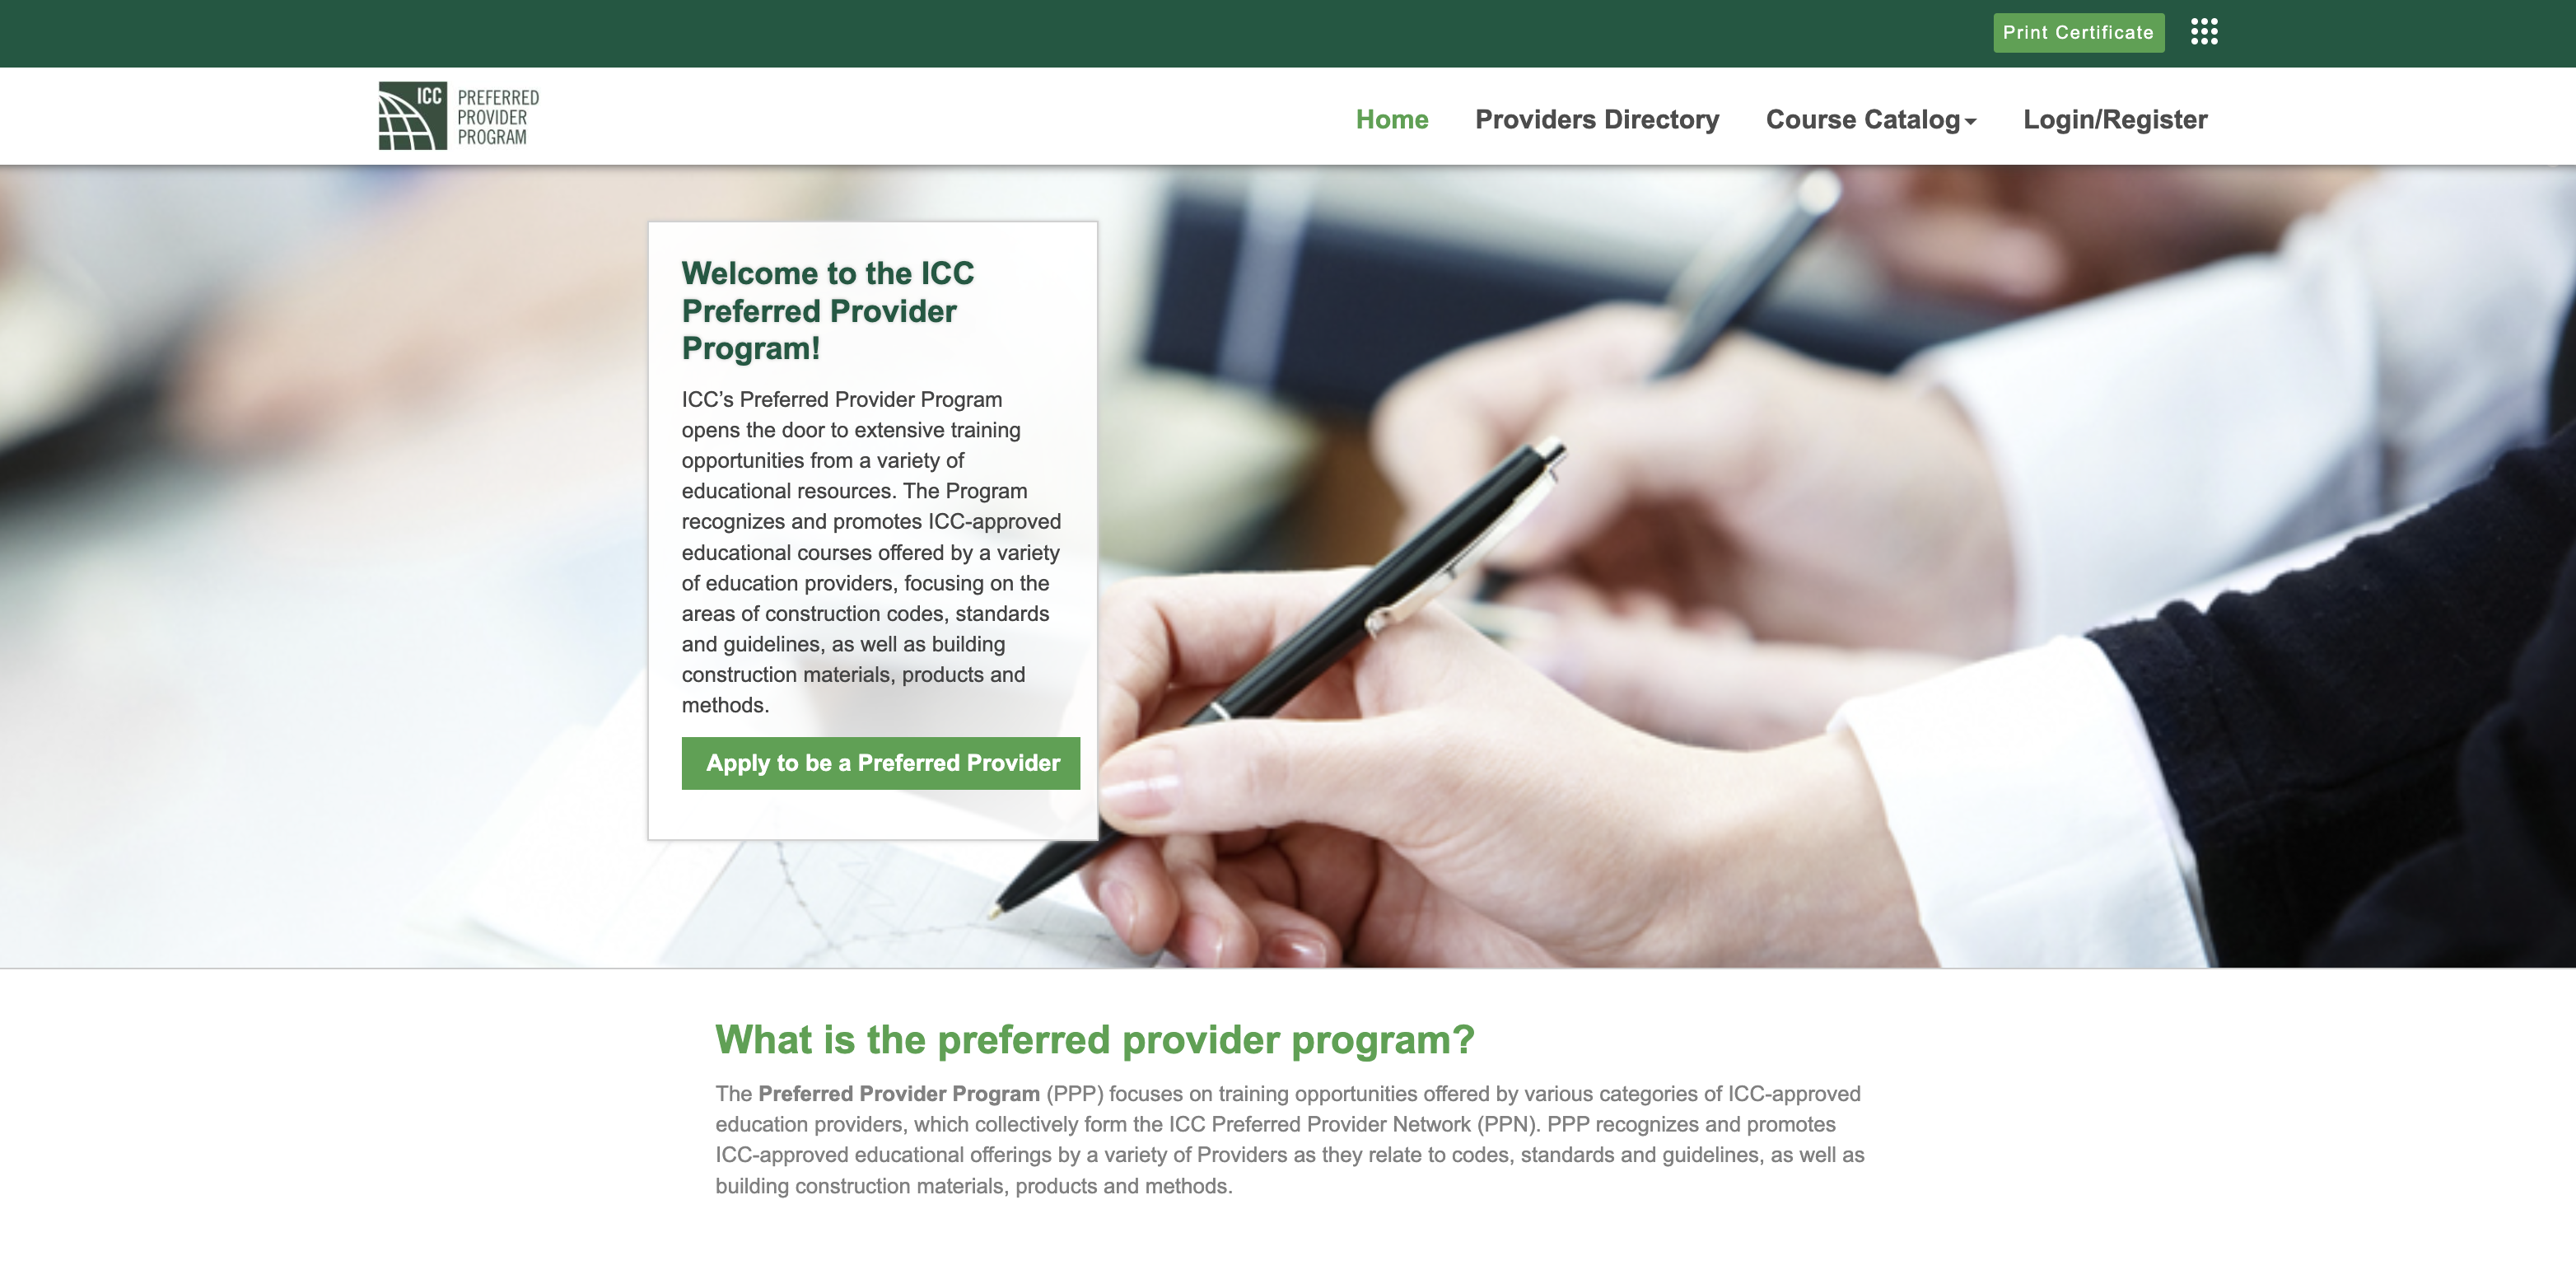 Print Certificate
ICC
PREFERRED
PROVIDER
PROGRAM
Home Providers Directory Course Catalog Login/Register
Welcome to the ICC
Preferred Provider
Program!
ICC’s Preferred Provider Program
opens the door to extensive training
opportunities from a variety of
educational resources. The Program
recognizes and promotes ICC-approved
educational courses offered by a variety
of education providers, focusing on the
areas of construction codes, standards
and guidelines, as well as building
construction materials, products and
methods.
Apply to be a Preferred Provider
What is the preferred provider program?
The Preferred Provider Program (PPP) focuses on training opportunities offered by various categories of ICC-approved
education providers, which collectively form the ICC Preferred Provider Network (PPN). PPP recognizes and promotes
ICC-approved educational offerings by a variety of Providers as they relate to codes, standards and guidelines, as well as
building construction materials, products and methods.